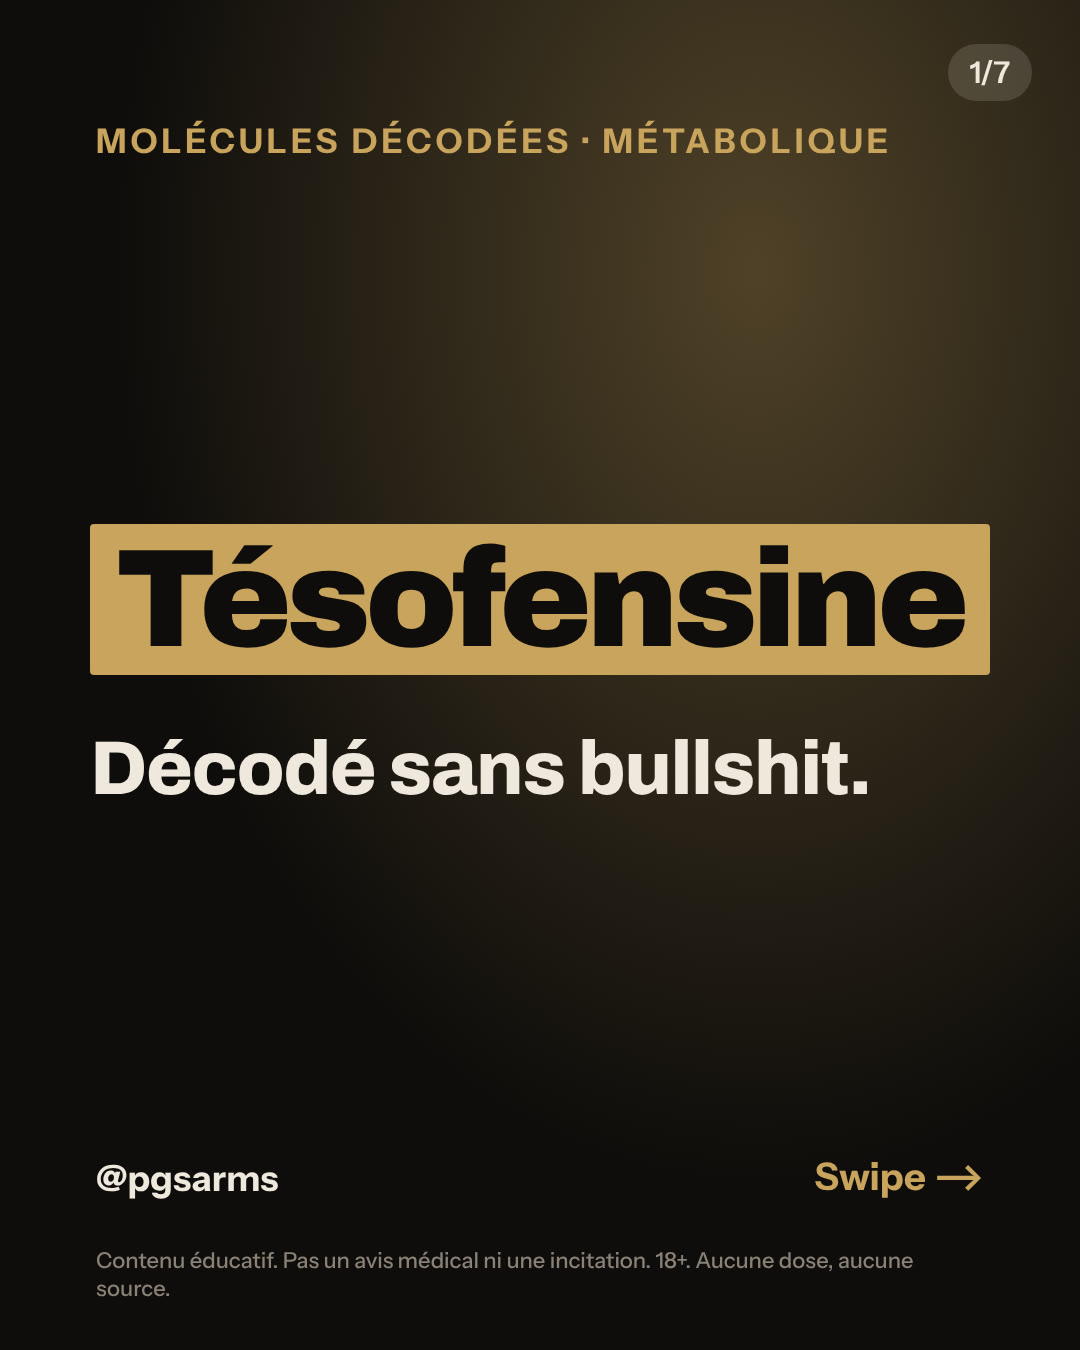 1/7
MOLÉCULES DÉCODÉES · MÉTABOLIQUE
Tésofensine
Décodé sans bullshit.
@pgsarms
Swipe →
Contenu éducatif. Pas un avis médical ni une incitation. 18+. Aucune dose, aucune
source.